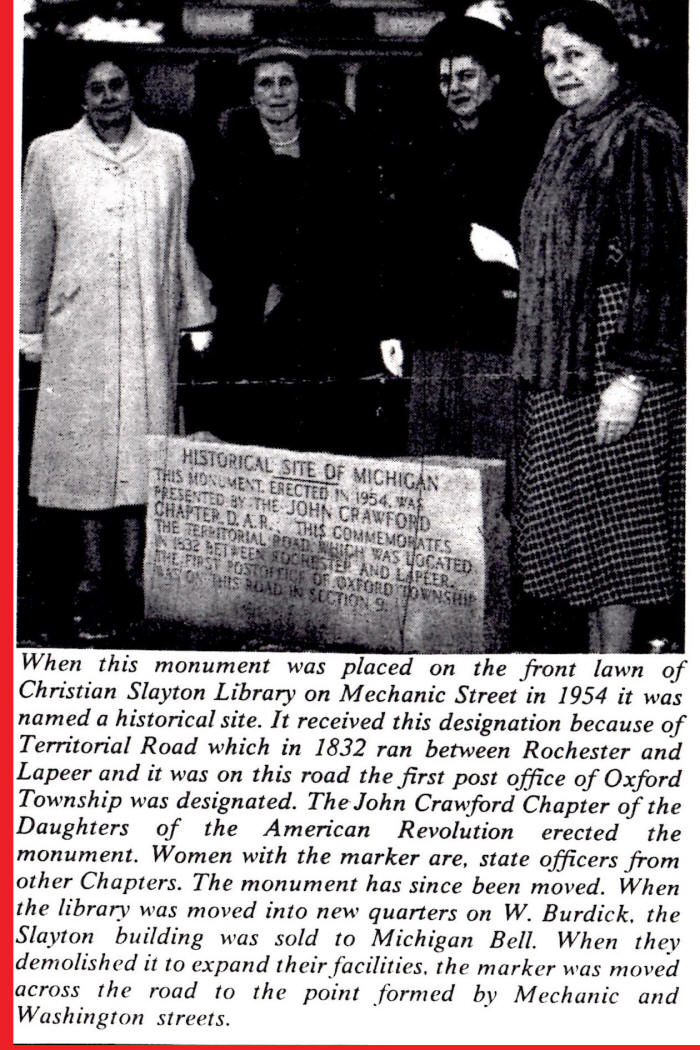 HISTORICAL SITE OF MICHIGAN
THIS MONUMENT, ERECTED IN 1954, WAS
PRESENTED BY THE JOHN CRAWFORD
CHAPTER, D.A.R. THIS COMMEMORATES
THE TERRITORIAL ROAD WHICH WAS LOCATED
IN 1832 BETWEEN ROCHESTER AND LAPEER.
THE FIRST POSTOFFICE OF OXFORD TOWNSHIP
WAS ON THIS ROAD IN SECTION 9.
When this monument was placed on the front lawn of
Christian Slayton Library on Mechanic Street in 1954 it was
named a historical site. It received this designation because of
Territorial Road which in 1832 ran between Rochester and
Lapeer and it was on this road the first post office of Oxford
Township was designated. The John Crawford Chapter of the
Daughters of the American Revolution erected the
monument. Women with the marker are, state officers from
other Chapters. The monument has since been moved. When
the library was moved into new quarters on W. Burdick, the
Slayton building was sold to Michigan Bell. When they
demolished it to expand their facilities, the marker was moved
across the road to the point formed by Mechanic and
Washington streets.